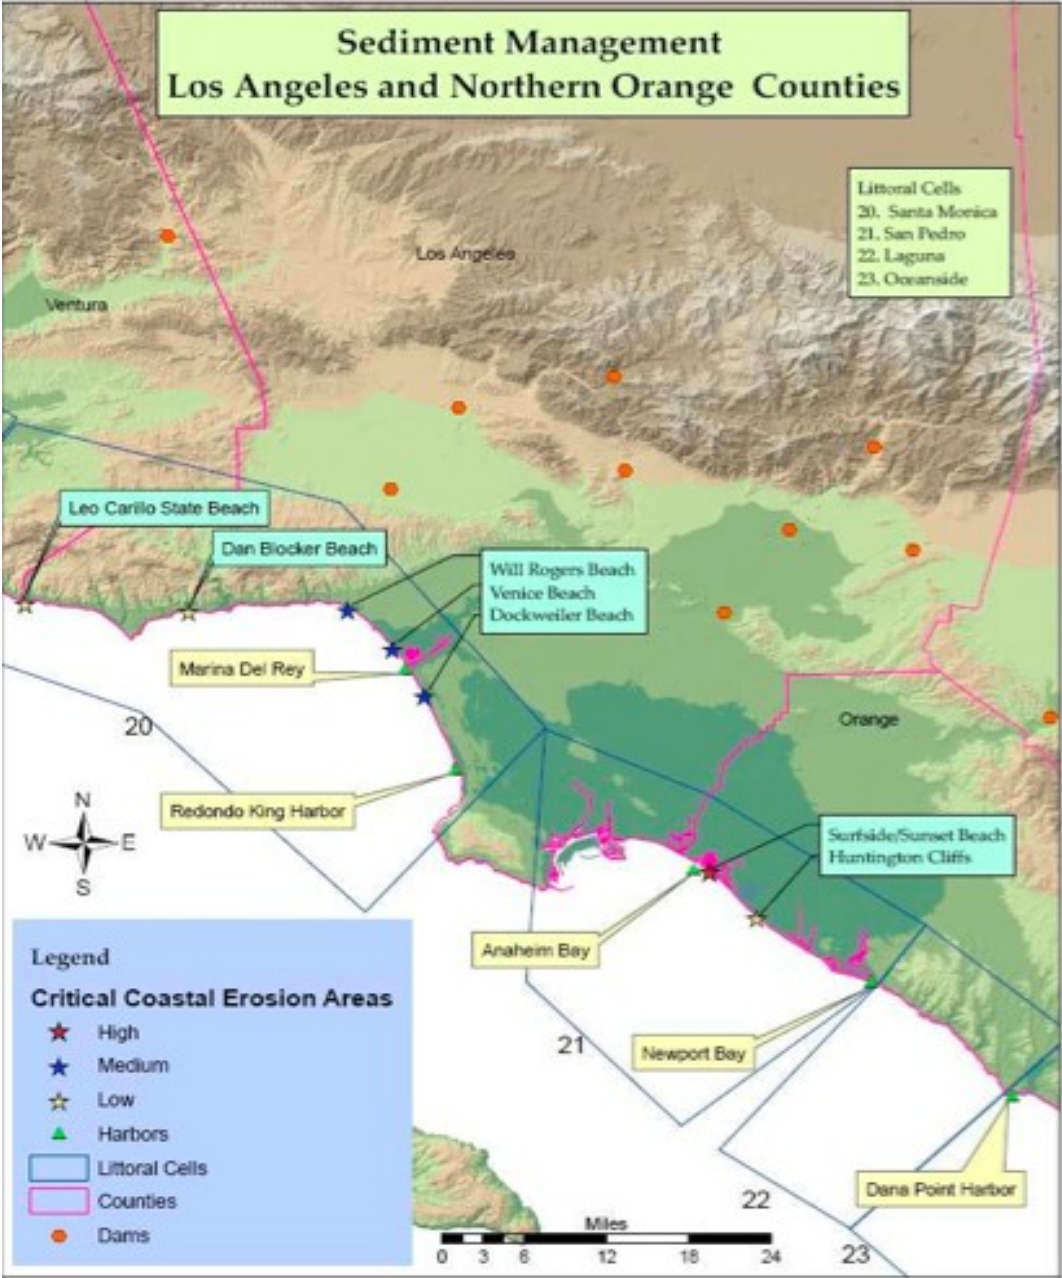 Sediment Management
Los Angeles and Northern Orange Counties
Littoral Cells
20. Santa Monica
21. San Pedro
22. Laguna
23. Oceanside
Los Angeles
Ventura
Leo Carillo State Beach
Dan Blocker Beach
Will Rogers Beach
Venice Beach
Dockweiler Beach
Marina Del Rey
20
Orange
N
W E
S
Redondo King Harbor
Surfside/Sunset Beach
Huntington Cliffs
Anaheim Bay
21
Newport Bay
Legend
Critical Coastal Erosion Areas
High
Medium
Low
Harbors
Littoral Cells
Counties
Dams
Dana Point Harbor
22
23
Miles
0 3 6 12 18 24